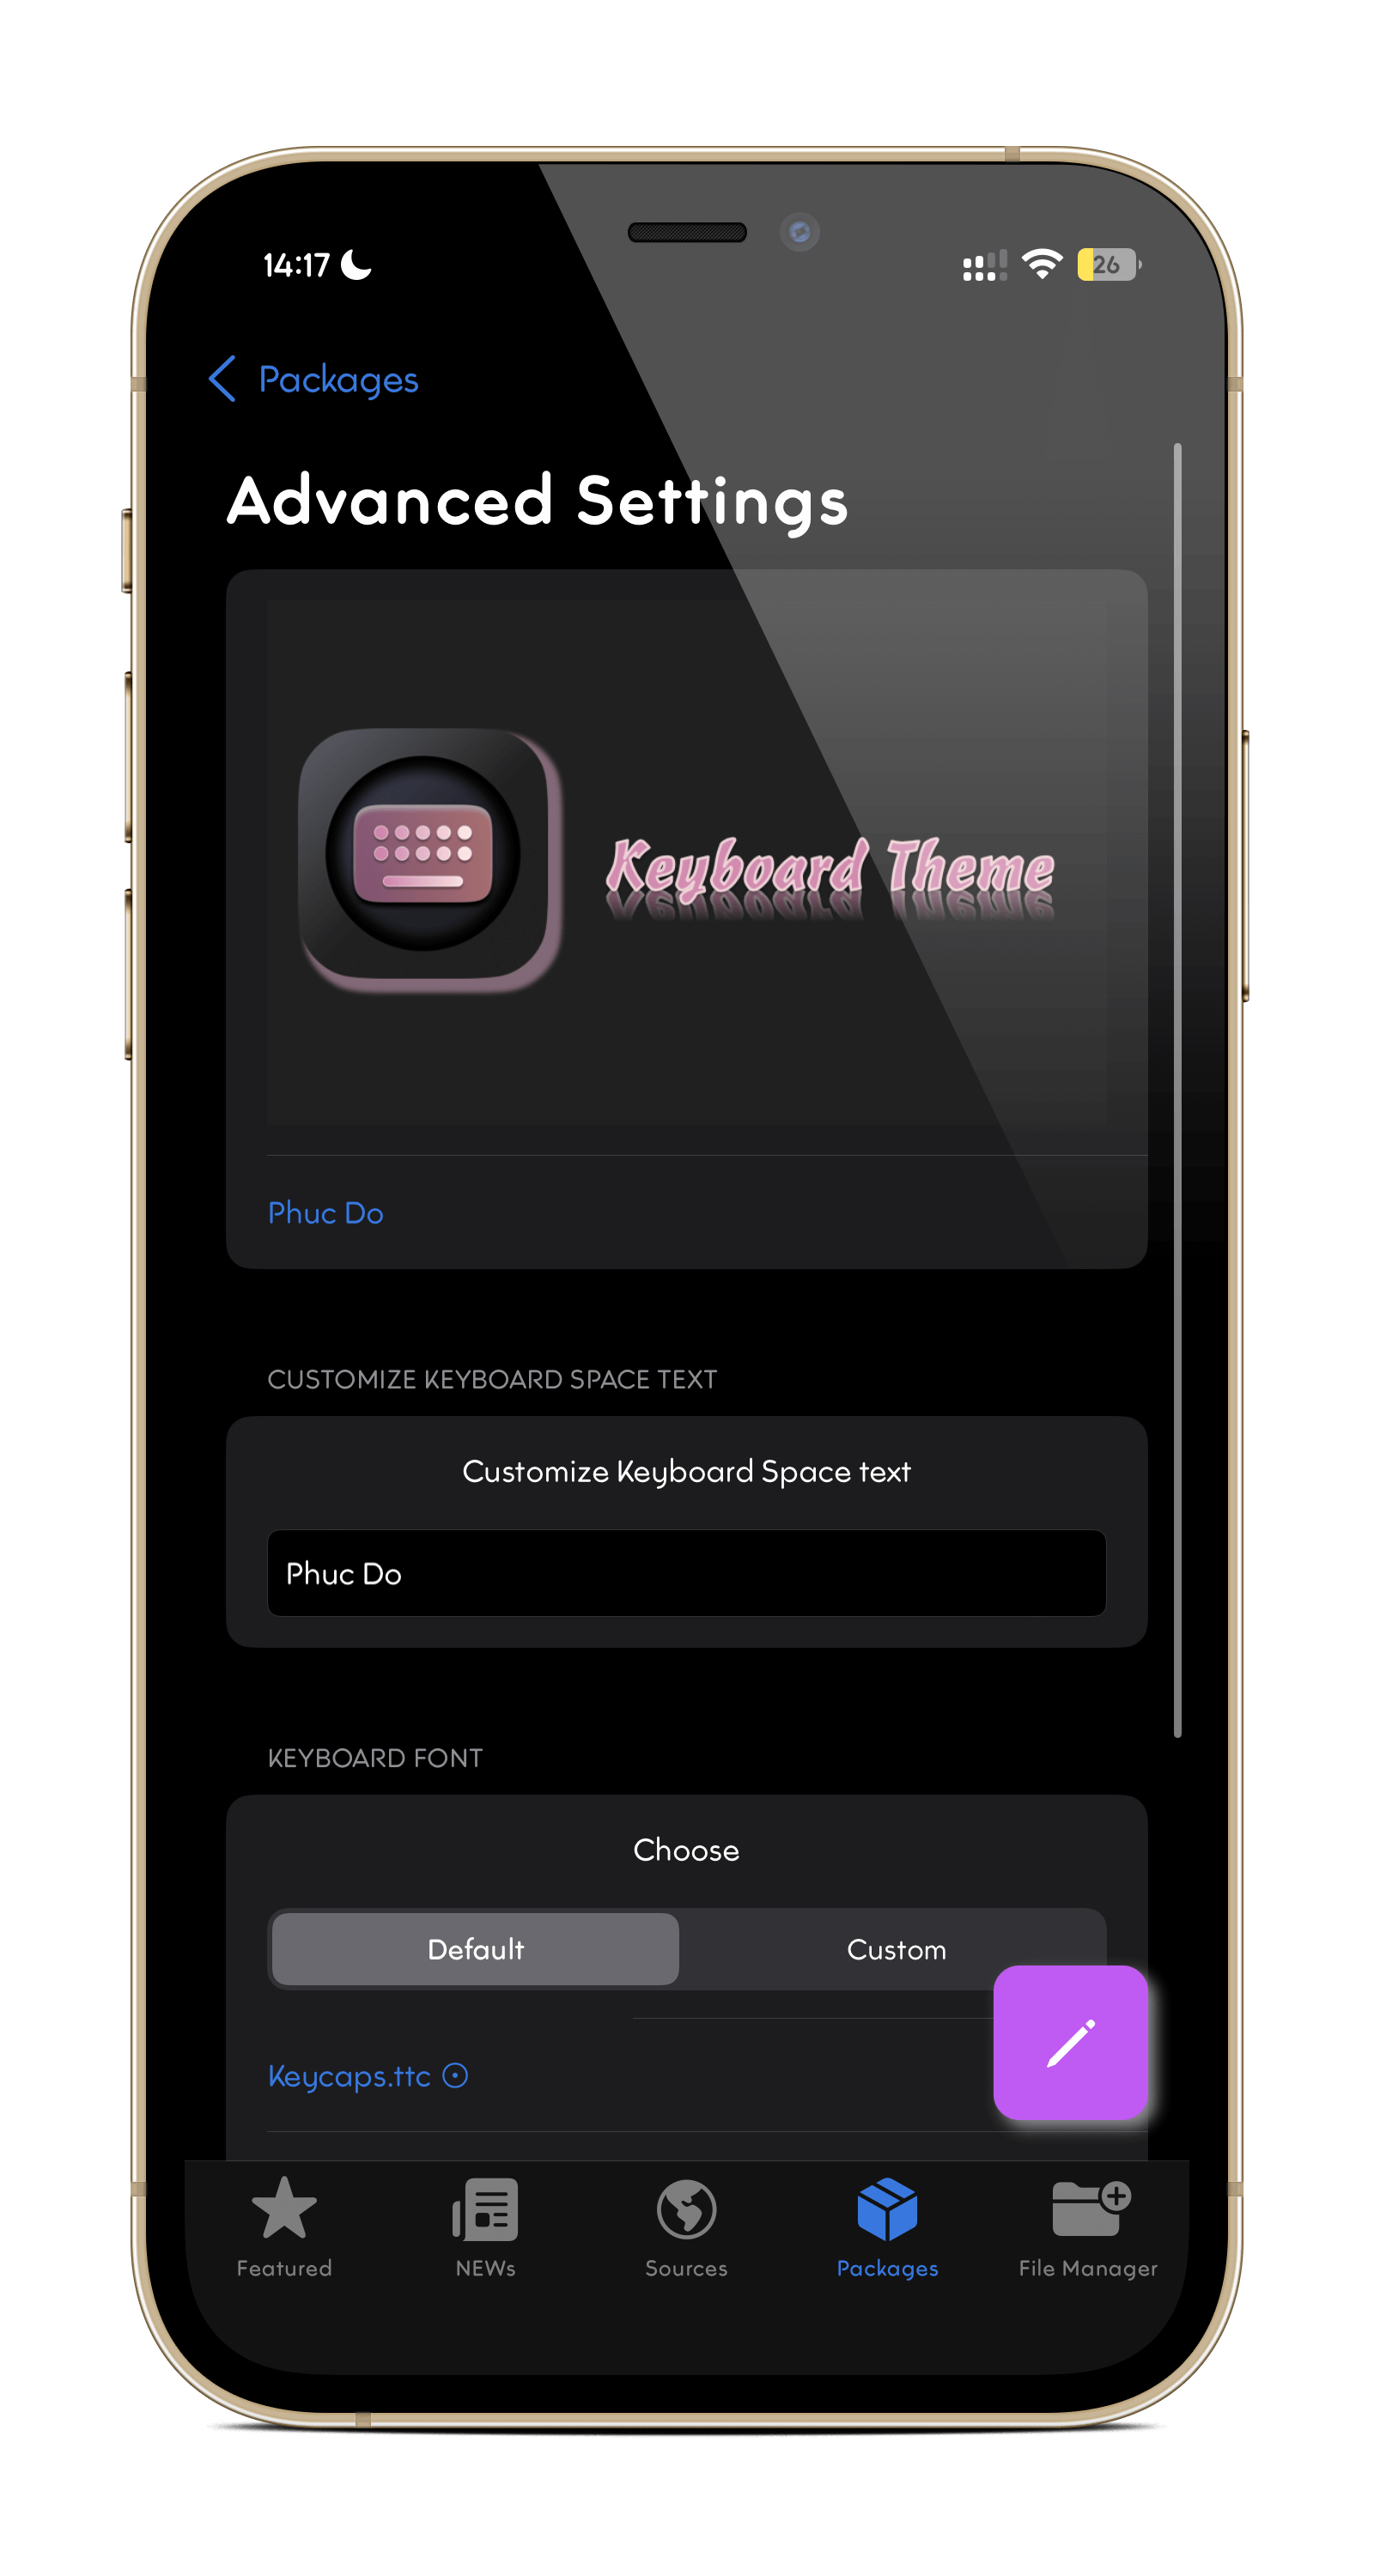 14:17
26
Packages
Advanced Settings
Keyboard Theme
Phuc Do
CUSTOMIZE KEYBOARD SPACE TEXT
Customize Keyboard Space text
Phuc Do
KEYBOARD FONT
Choose
Default Custom
Keycaps.ttc
Featured NEWs Sources Packages File Manager